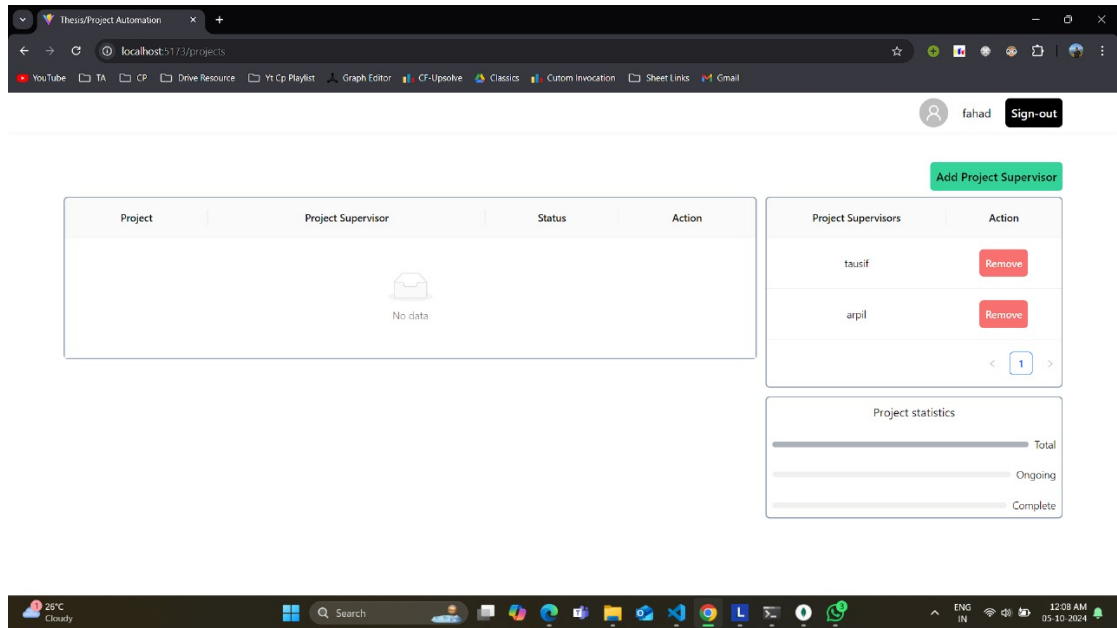 Thesis/Project Automation
localhost:5173/projects
YouTube TA CP Drive Resource Yt Cp Playlist Graph Editor CF-Upsolve Classics Cutom Invocation Sheet Links Gmail
fahad Sign-out
Add Project Supervisor
Project Project Supervisor Status Action
No data
Project Supervisors Action
tausif Remove
arpil Remove
1
Project statistics
Total
Ongoing
Complete
26°C
Cloudy
Search
ENG
IN
12:08 AM
05-10-2024